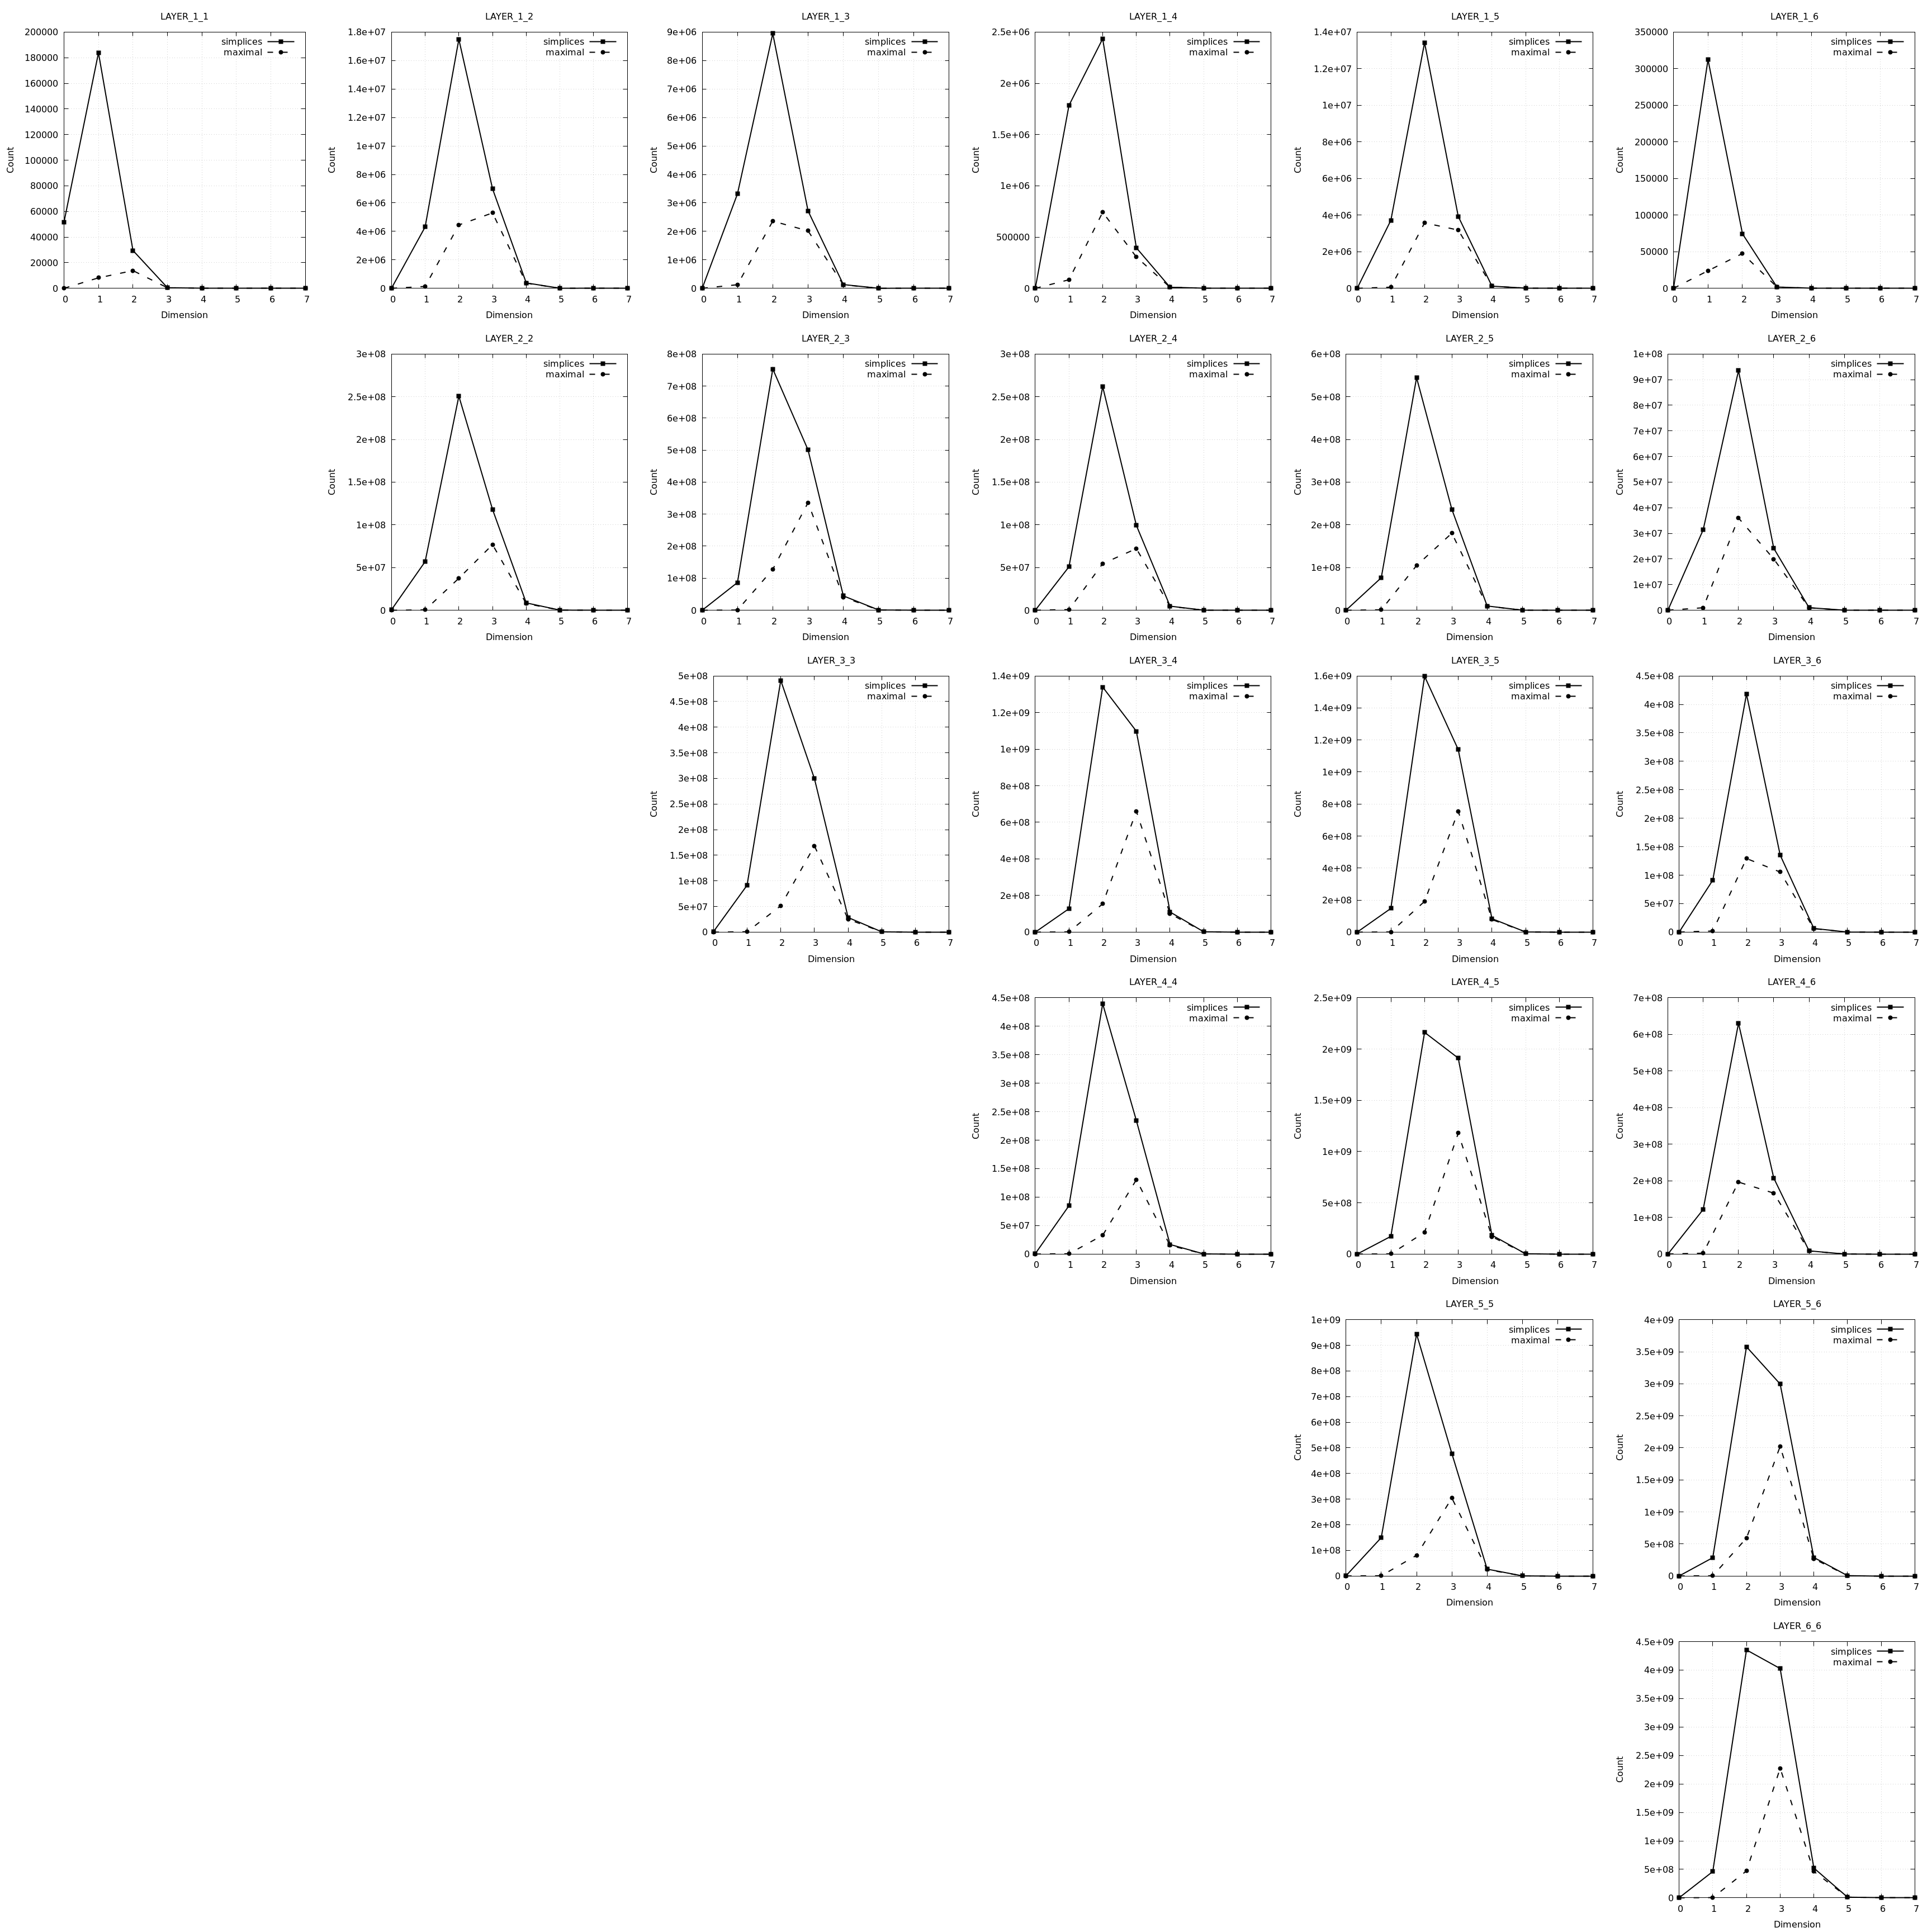 LAYER_1_1
simplices
maximal
200000
180000
160000
140000
120000
100000
80000
60000
40000
20000
0
Count
0 1 2 3 4 5 6 7
Dimension
LAYER_1_2
simplices
maximal
1.8e+07
1.6e+07
1.4e+07
1.2e+07
1e+07
8e+06
6e+06
4e+06
2e+06
0
Count
0 1 2 3 4 5 6 7
Dimension
LAYER_1_3
simplices
maximal
9e+06
8e+06
7e+06
6e+06
5e+06
4e+06
3e+06
2e+06
1e+06
0
Count
0 1 2 3 4 5 6 7
Dimension
LAYER_1_4
simplices
maximal
2.5e+06
2e+06
1.5e+06
1e+06
500000
0
Count
0 1 2 3 4 5 6 7
Dimension
LAYER_1_5
simplices
maximal
1.4e+07
1.2e+07
1e+07
8e+06
6e+06
4e+06
2e+06
0
Count
0 1 2 3 4 5 6 7
Dimension
LAYER_1_6
simplices
maximal
350000
300000
250000
200000
150000
100000
50000
0
Count
0 1 2 3 4 5 6 7
Dimension
LAYER_2_2
simplices
maximal
3e+08
2.5e+08
2e+08
1.5e+08
1e+08
5e+07
0
Count
0 1 2 3 4 5 6 7
Dimension
LAYER_2_3
simplices
maximal
8e+08
7e+08
6e+08
5e+08
4e+08
3e+08
2e+08
1e+08
0
Count
0 1 2 3 4 5 6 7
Dimension
LAYER_2_4
simplices
maximal
3e+08
2.5e+08
2e+08
1.5e+08
1e+08
5e+07
0
Count
0 1 2 3 4 5 6 7
Dimension
LAYER_2_5
simplices
maximal
6e+08
5e+08
4e+08
3e+08
2e+08
1e+08
0
Count
0 1 2 3 4 5 6 7
Dimension
LAYER_2_6
simplices
maximal
1e+08
9e+07
8e+07
7e+07
6e+07
5e+07
4e+07
3e+07
2e+07
1e+07
0
Count
0 1 2 3 4 5 6 7
Dimension
LAYER_3_3
simplices
maximal
5e+08
4.5e+08
4e+08
3.5e+08
3e+08
2.5e+08
2e+08
1.5e+08
1e+08
5e+07
0
Count
0 1 2 3 4 5 6 7
Dimension
LAYER_3_4
simplices
maximal
1.4e+09
1.2e+09
1e+09
8e+08
6e+08
4e+08
2e+08
0
Count
0 1 2 3 4 5 6 7
Dimension
LAYER_3_5
simplices
maximal
1.6e+09
1.4e+09
1.2e+09
1e+09
8e+08
6e+08
4e+08
2e+08
0
Count
0 1 2 3 4 5 6 7
Dimension
LAYER_3_6
simplices
maximal
4.5e+08
4e+08
3.5e+08
3e+08
2.5e+08
2e+08
1.5e+08
1e+08
5e+07
0
Count
0 1 2 3 4 5 6 7
Dimension
LAYER_4_4
simplices
maximal
4.5e+08
4e+08
3.5e+08
3e+08
2.5e+08
2e+08
1.5e+08
1e+08
5e+07
0
Count
0 1 2 3 4 5 6 7
Dimension
LAYER_4_5
simplices
maximal
2.5e+09
2e+09
1.5e+09
1e+09
5e+08
0
Count
0 1 2 3 4 5 6 7
Dimension
LAYER_4_6
simplices
maximal
7e+08
6e+08
5e+08
4e+08
3e+08
2e+08
1e+08
0
Count
0 1 2 3 4 5 6 7
Dimension
LAYER_5_5
simplices
maximal
1e+09
9e+08
8e+08
7e+08
6e+08
5e+08
4e+08
3e+08
2e+08
1e+08
0
Count
0 1 2 3 4 5 6 7
Dimension
LAYER_5_6
simplices
maximal
4e+09
3.5e+09
3e+09
2.5e+09
2e+09
1.5e+09
1e+09
5e+08
0
Count
0 1 2 3 4 5 6 7
Dimension
LAYER_6_6
simplices
maximal
4.5e+09
4e+09
3.5e+09
3e+09
2.5e+09
2e+09
1.5e+09
1e+09
5e+08
0
Count
0 1 2 3 4 5 6 7
Dimension